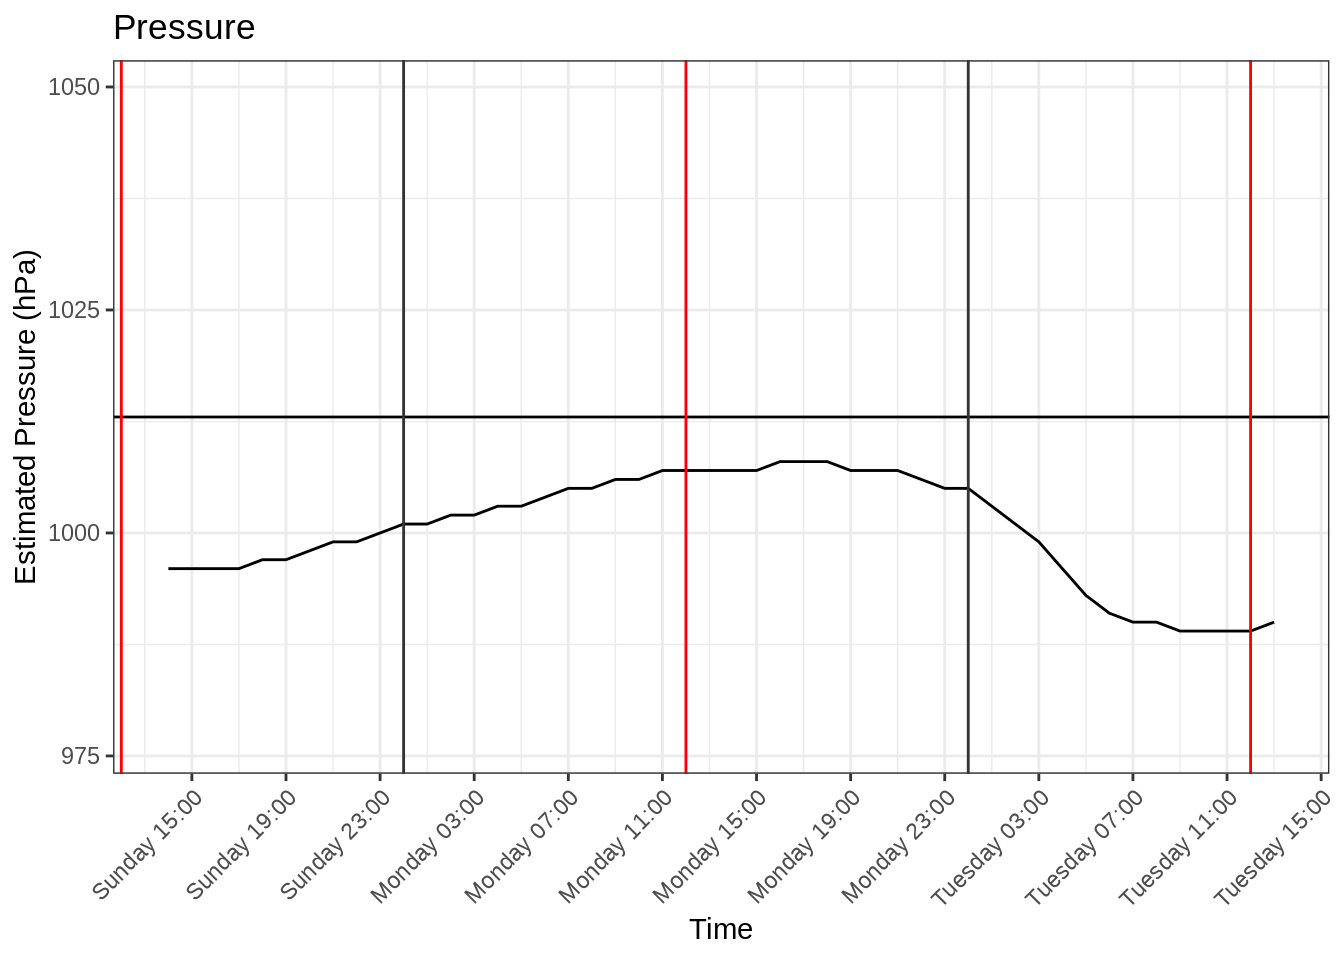 Pressure
1050
1025
1000
975
Estimated Pressure (hPa)
Sunday 15:00
Sunday 19:00
Sunday 23:00
Monday 03:00
Monday 07:00
Monday 11:00
Monday 15:00
Monday 19:00
Monday 23:00
Tuesday 03:00
Tuesday 07:00
Tuesday 11:00
Tuesday 15:00
Time